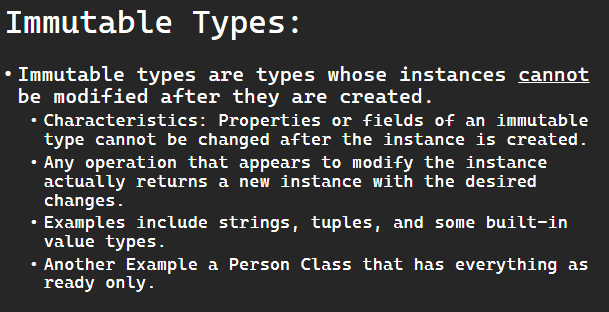 Immutable Types:
• Immutable types are types whose instances cannot
be modified after they are created.
• Characteristics: Properties or fields of an immutable
type cannot be changed after the instance is created.
• Any operation that appears to modify the instance
actually returns a new instance with the desired
changes.
• Examples include strings, tuples, and some built-in
value types.
• Another Example a Person Class that has everything as
ready only.